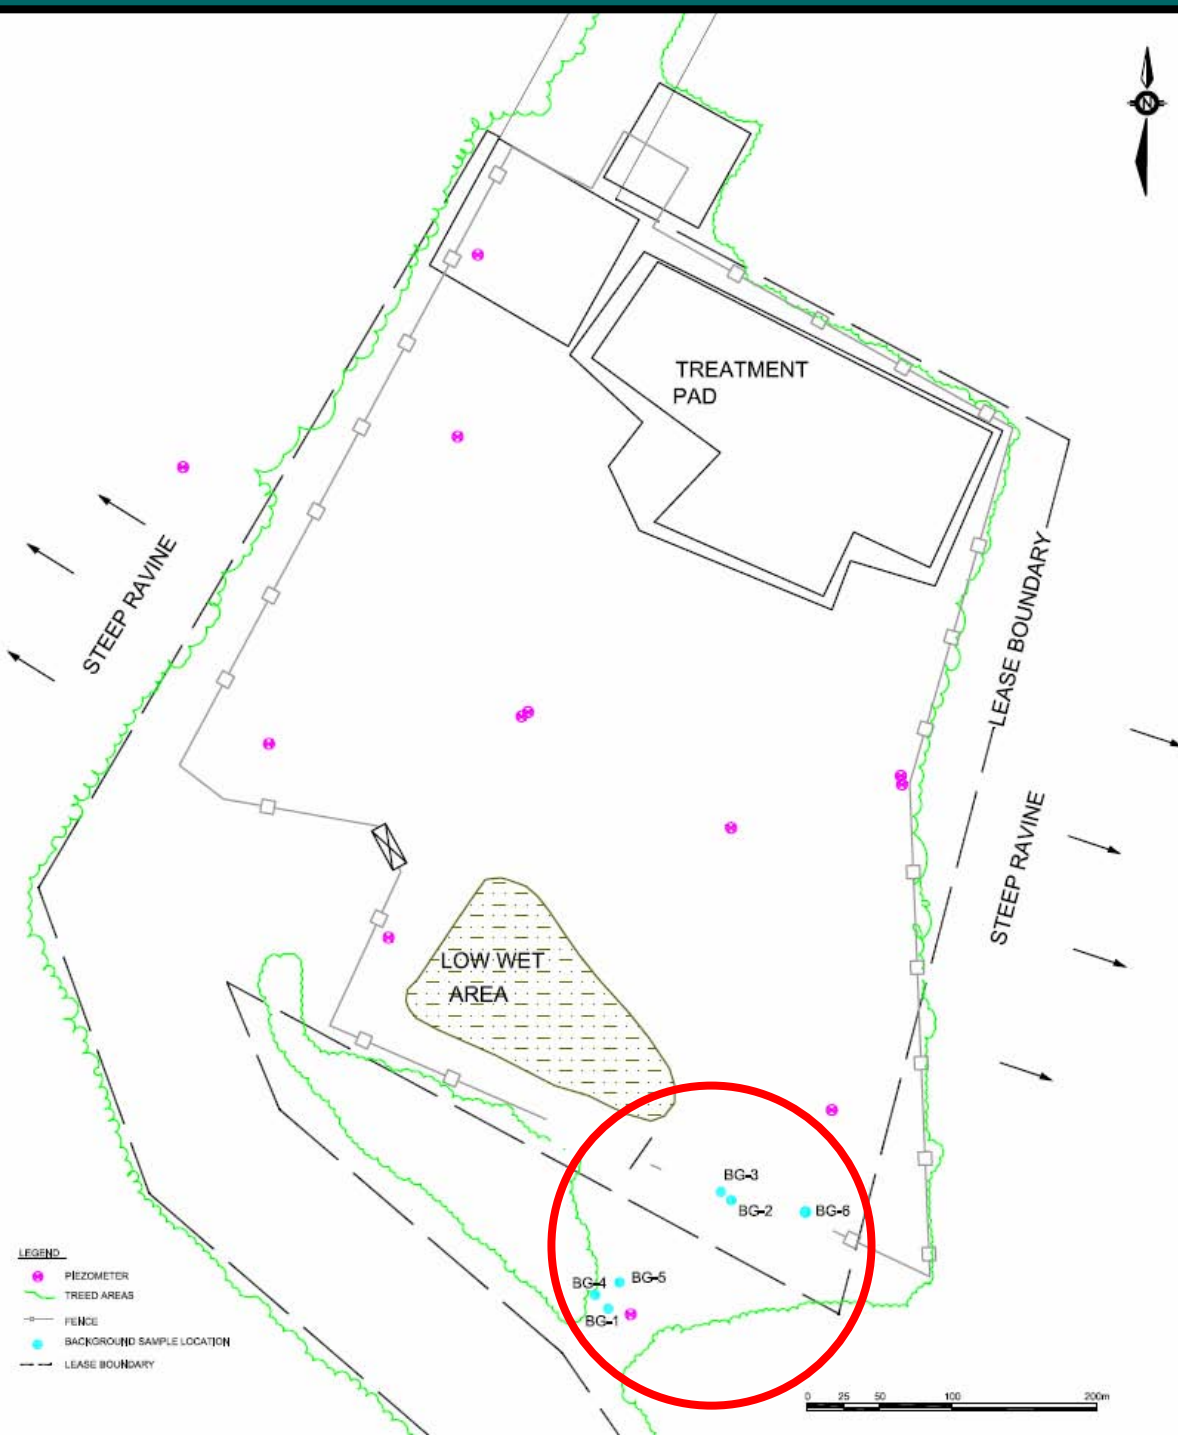 N
TREATMENT
PAD
STEEP RAVINE
LEASE BOUNDARY
STEEP RAVINE
LOW WET
AREA
BG-3
BG-2
BG-6
BG-5
BG-4
BG-1
LEGEND
PIEZOMETER
TREED AREAS
FENCE
BACKGROUND SAMPLE LOCATION
LEASE BOUNDARY
0 25 50 100 200m